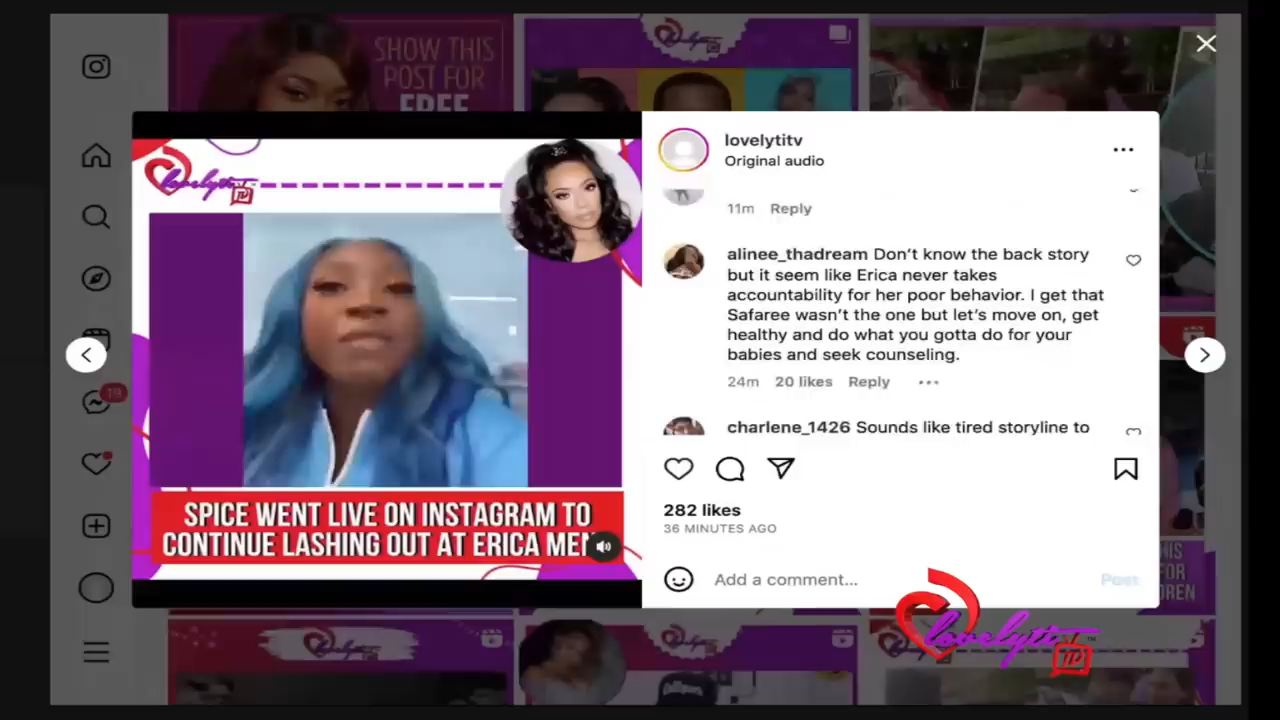 SHOW THIS
POST FOR
FREE
lovelytitv
Original audio
11m Reply
alinee_thadream Don't know the back story
but it seem like Erica never takes
accountability for her poor behavior. I get that
Safaree wasn't the one but let's move on, get
healthy and do what you gotta do for your
babies and seek counseling.
24m 20 likes Reply
charlene_1426 Sounds like tired storyline to
19
SPICE WENT LIVE ON INSTAGRAM TO
CONTINUE LASHING OUT AT ERICA MEN
282 likes
36 MINUTES AGO
Add a comment...
Post
lovelyti
TV